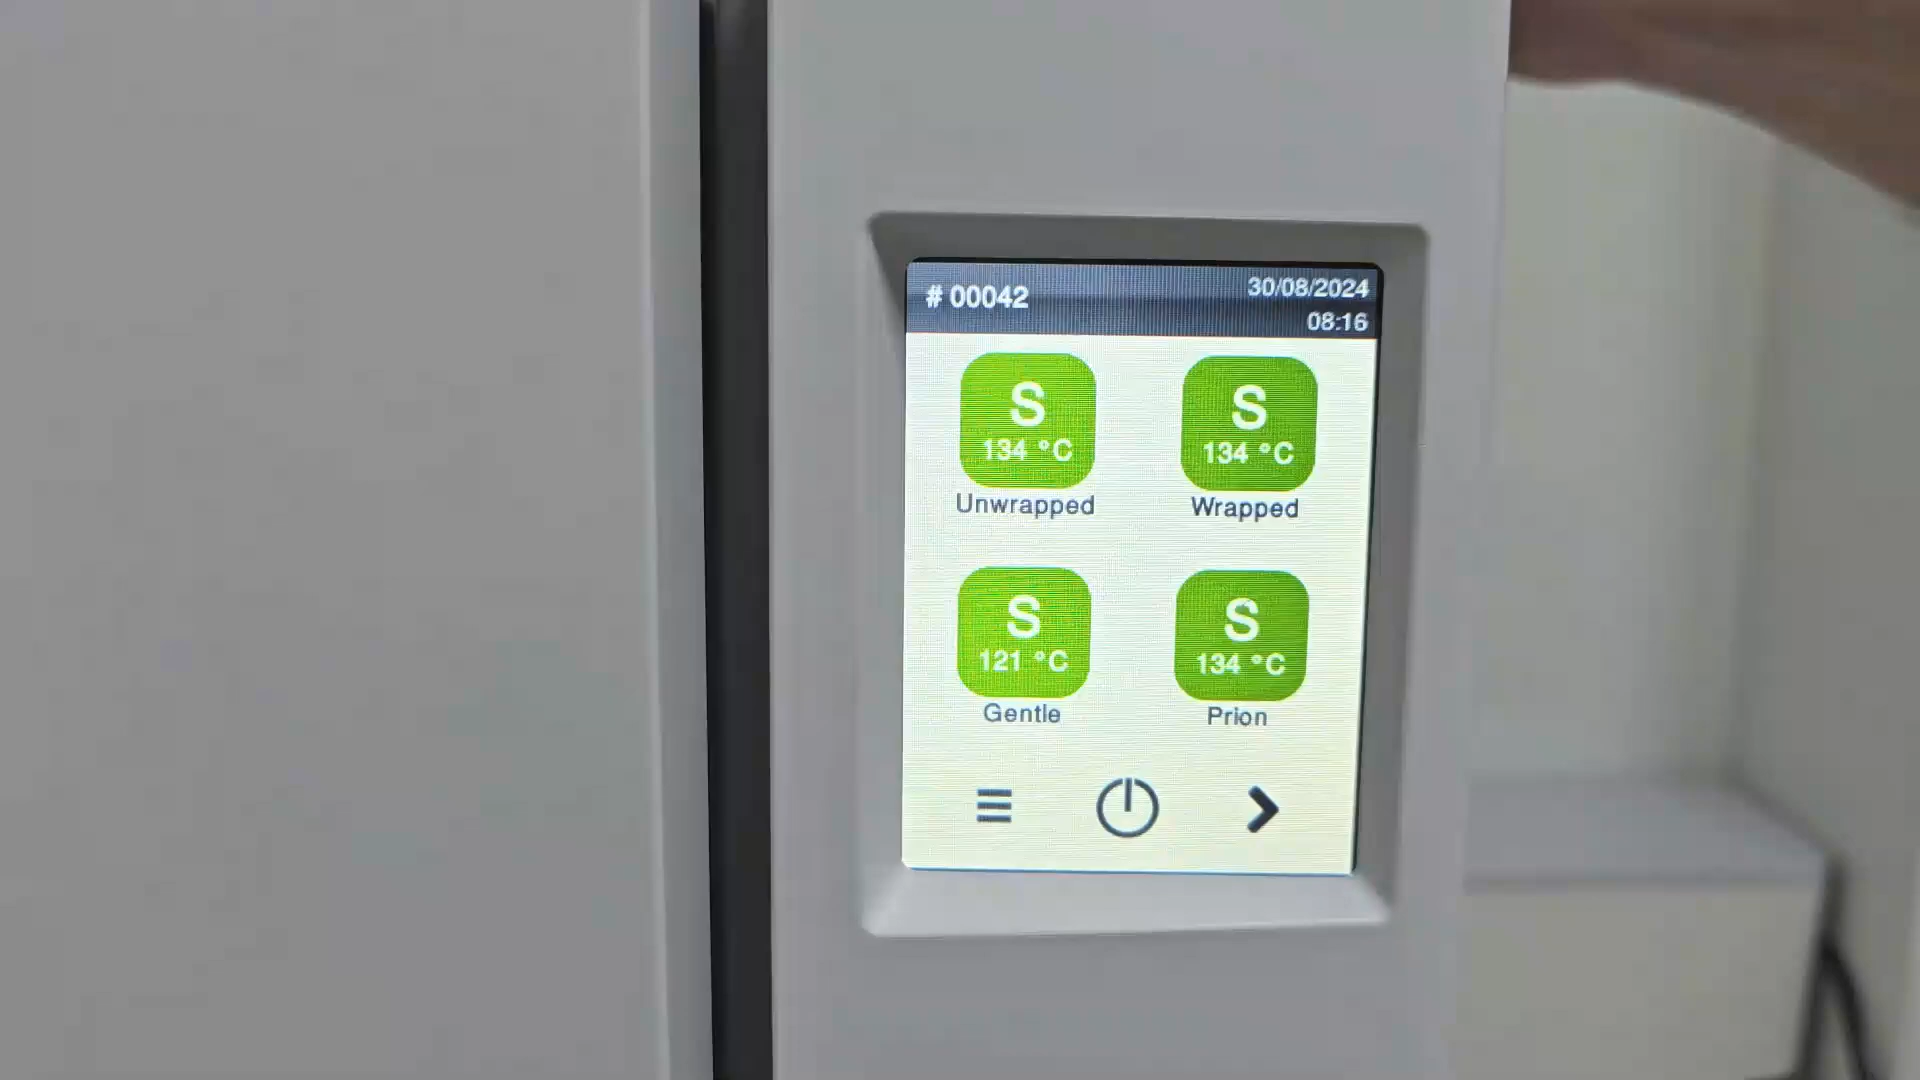 # 00042
30/08/2024
08:16
S
134 °C
Unwrapped
S
134 °C
Wrapped
S
121 °C
Gentle
S
134 °C
Prion